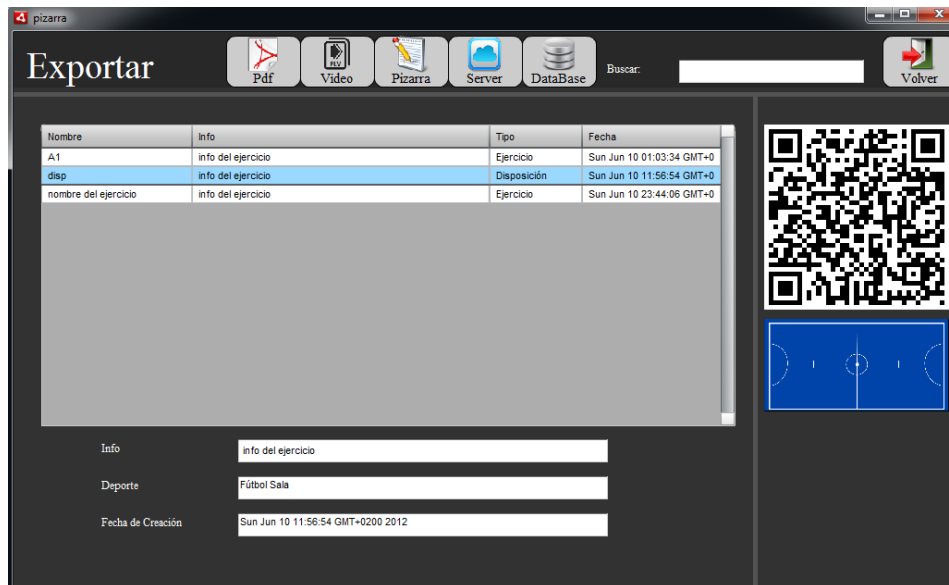 pizarra
Exportar
Pdf
FLV
Video
Pizarra
Server
DataBase
Buscar:
Volver
Nombre Info Tipo Fecha
A1 info del ejercicio Ejercicio Sun Jun 10 01:03:34 GMT+0
disp info del ejercicio Disposición Sun Jun 10 11:56:54 GMT+0
nombre del ejercicio info del ejercicio Ejercicio Sun Jun 10 23:44:06 GMT+0
Info info del ejercicio
Deporte Fútbol Sala
Fecha de Creación Sun Jun 10 11:56:54 GMT+0200 2012